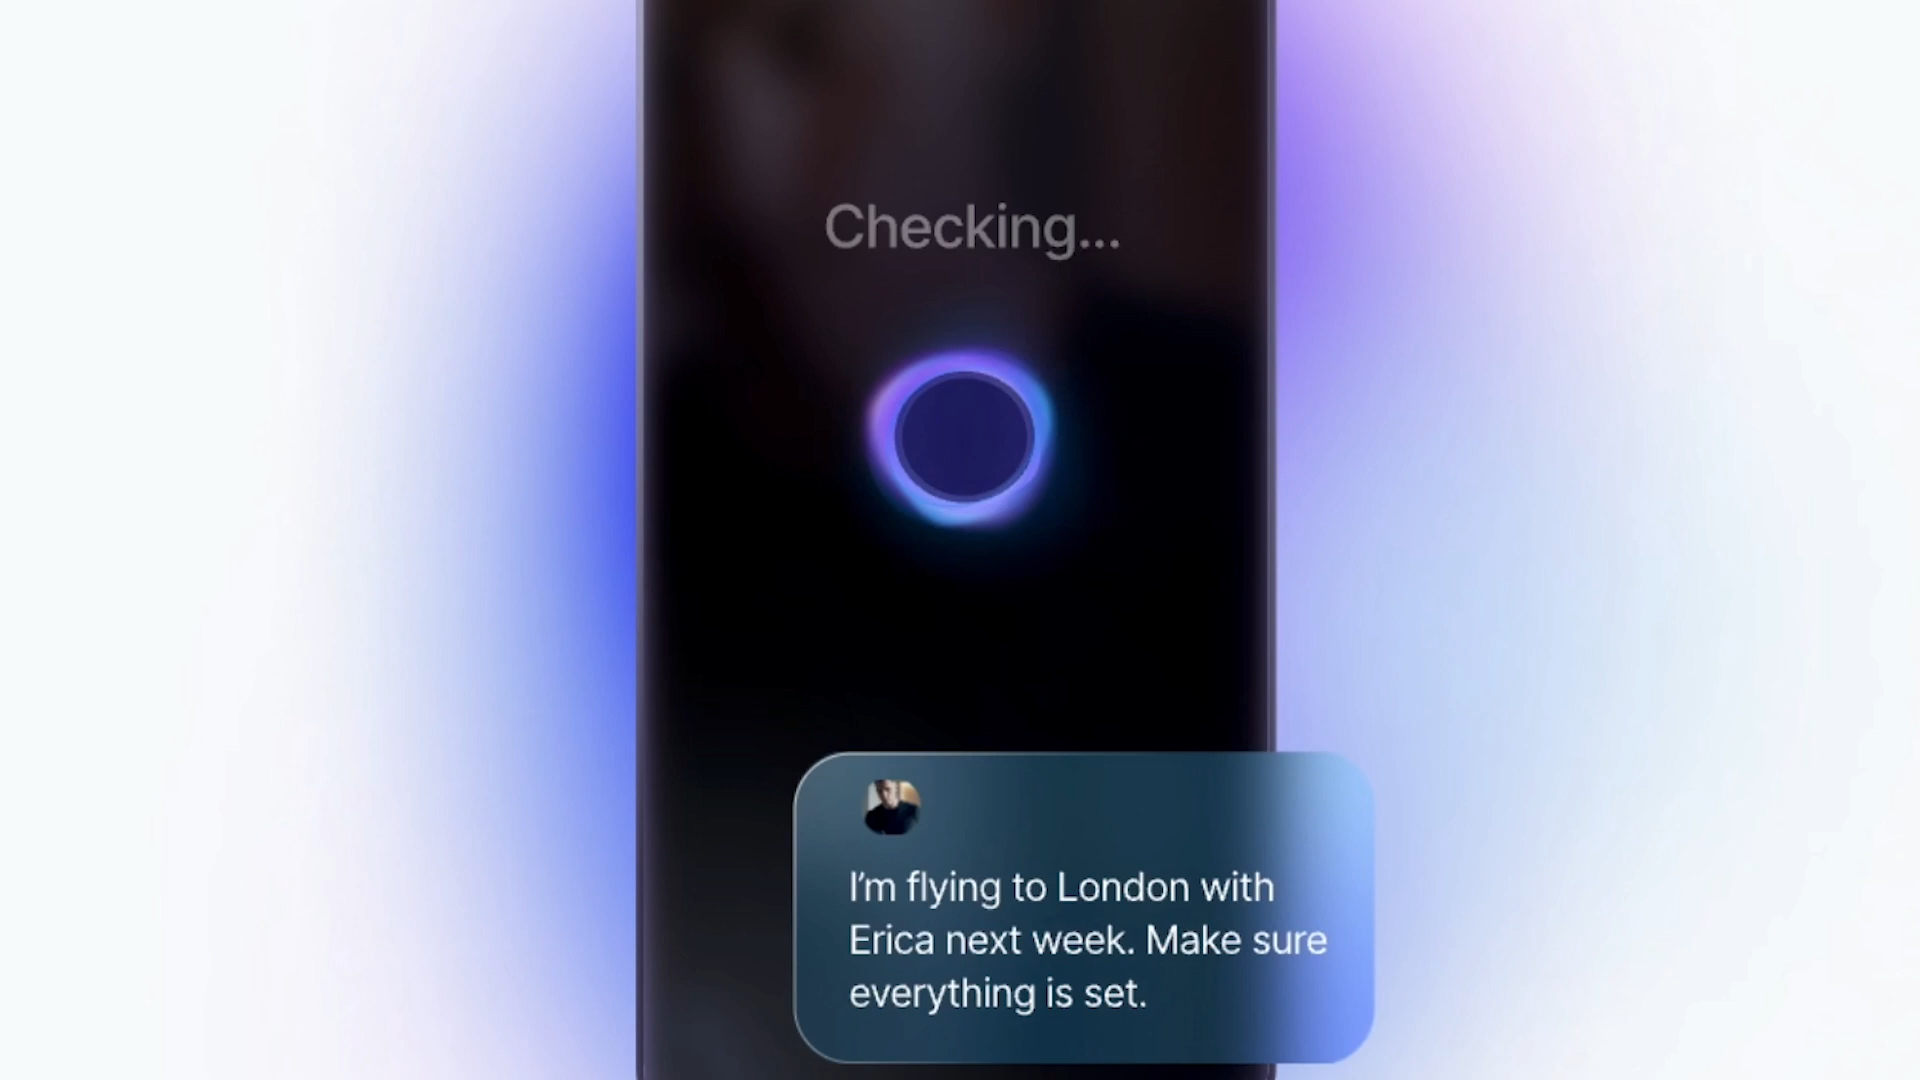 Checking...
I’m flying to London with
Erica next week. Make sure
everything is set.